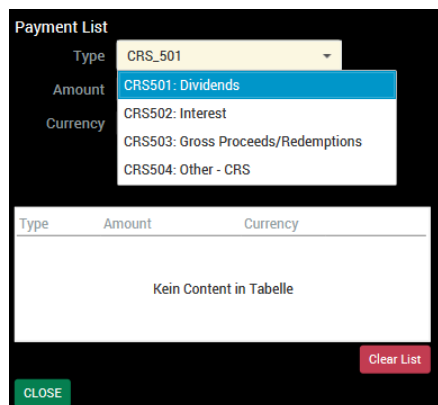 Payment List
Type CRS_501
Amount CRS501: Dividends
CRS502: Interest
Currency
CRS503: Gross Proceeds/Redemptions
CRS504: Other - CRS
Type Amount Currency
Kein Content in Tabelle
Clear List
CLOSE